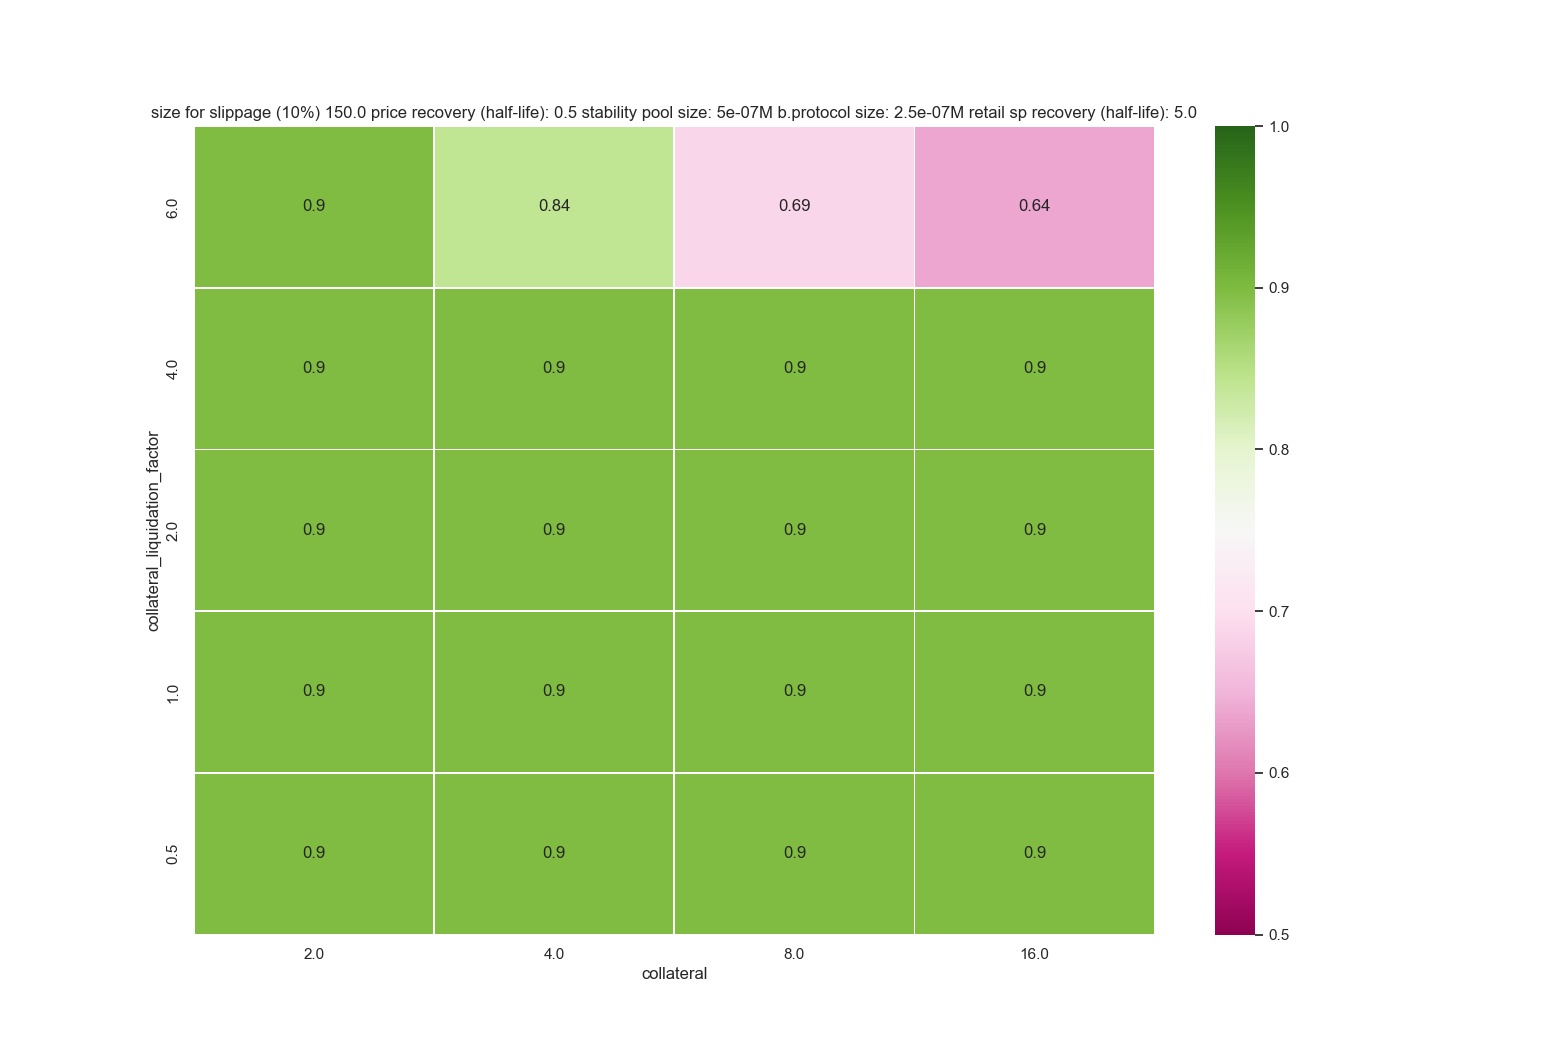 size for slippage (10%) 150.0 price recovery (half-life): 0.5 stability pool size: 5e-07M b.protocol size: 2.5e-07M retail sp recovery (half-life): 5.0
collateral_liquidation_factor
6.0
0.9 0.84 0.69 0.64
4.0
0.9 0.9 0.9 0.9
2.0
0.9 0.9 0.9 0.9
1.0
0.9 0.9 0.9 0.9
0.5
0.9 0.9 0.9 0.9
2.0 4.0 8.0 16.0
collateral
1.0
0.9
0.8
0.7
0.6
0.5